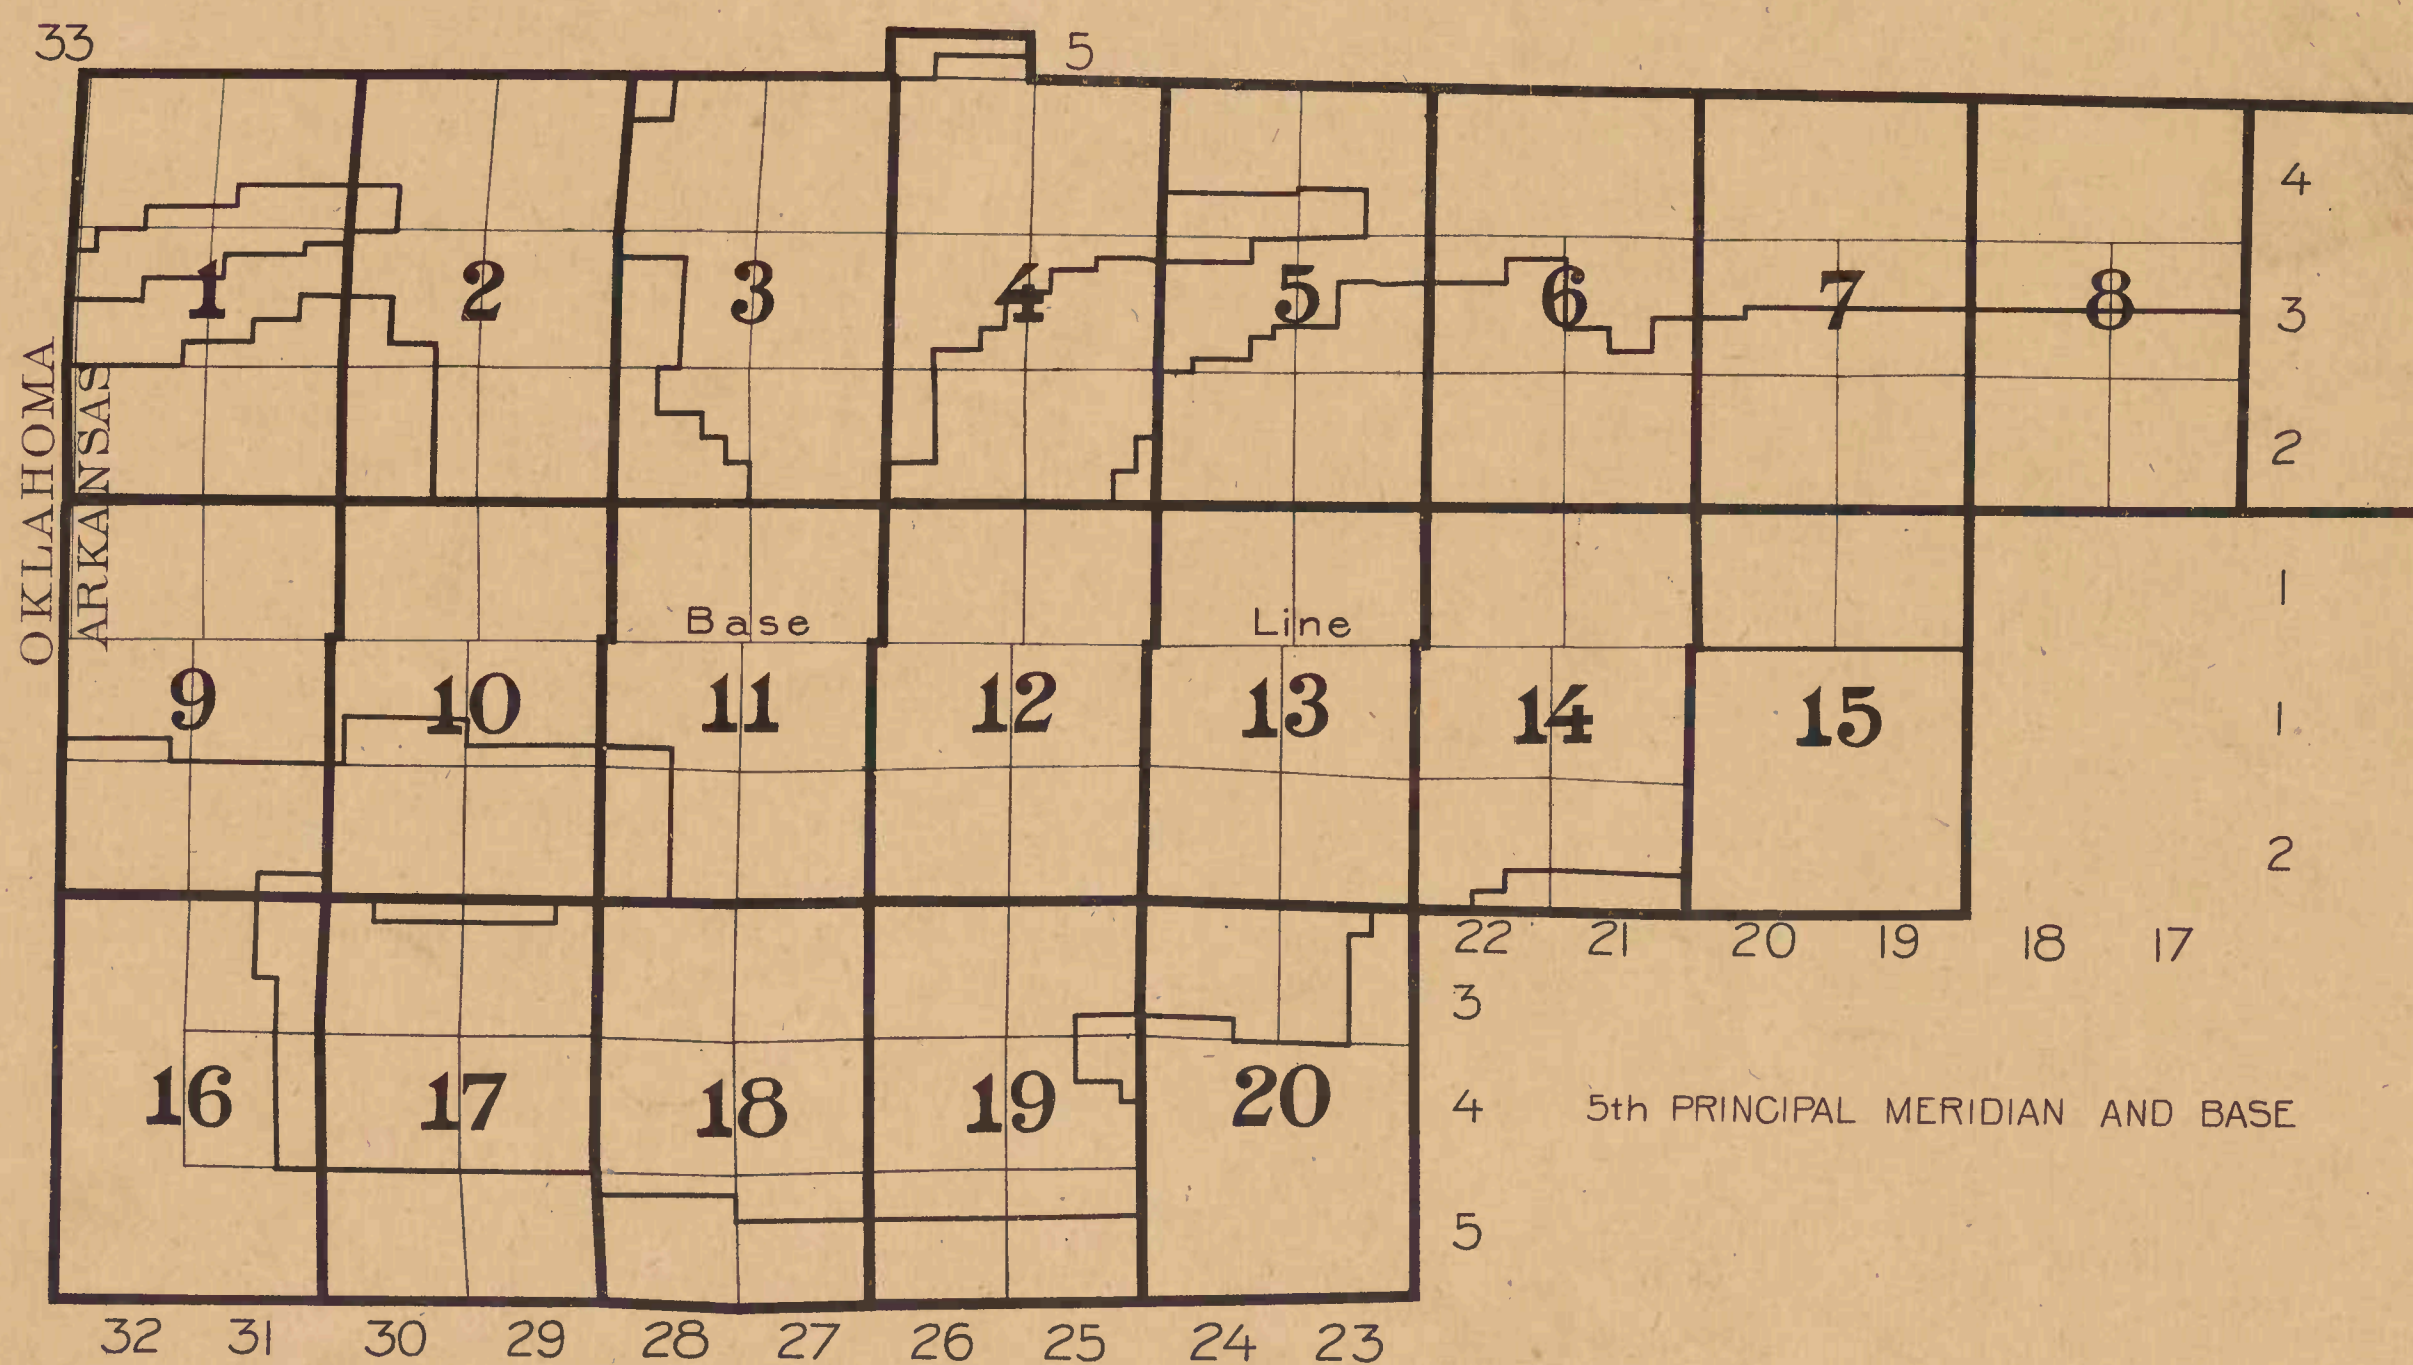 33
5
4
1 2 3 4 5 6 7 8
3
2
OKLAHOMA
ARKANSAS
1
Base Line
9 10 11 12 13 14 15
1
2
22 21 20 19 18 17
3
16 17 18 19 20
4
5th PRINCIPAL MERIDIAN AND BASE
5
32 31 30 29 28 27 26 25 24 23